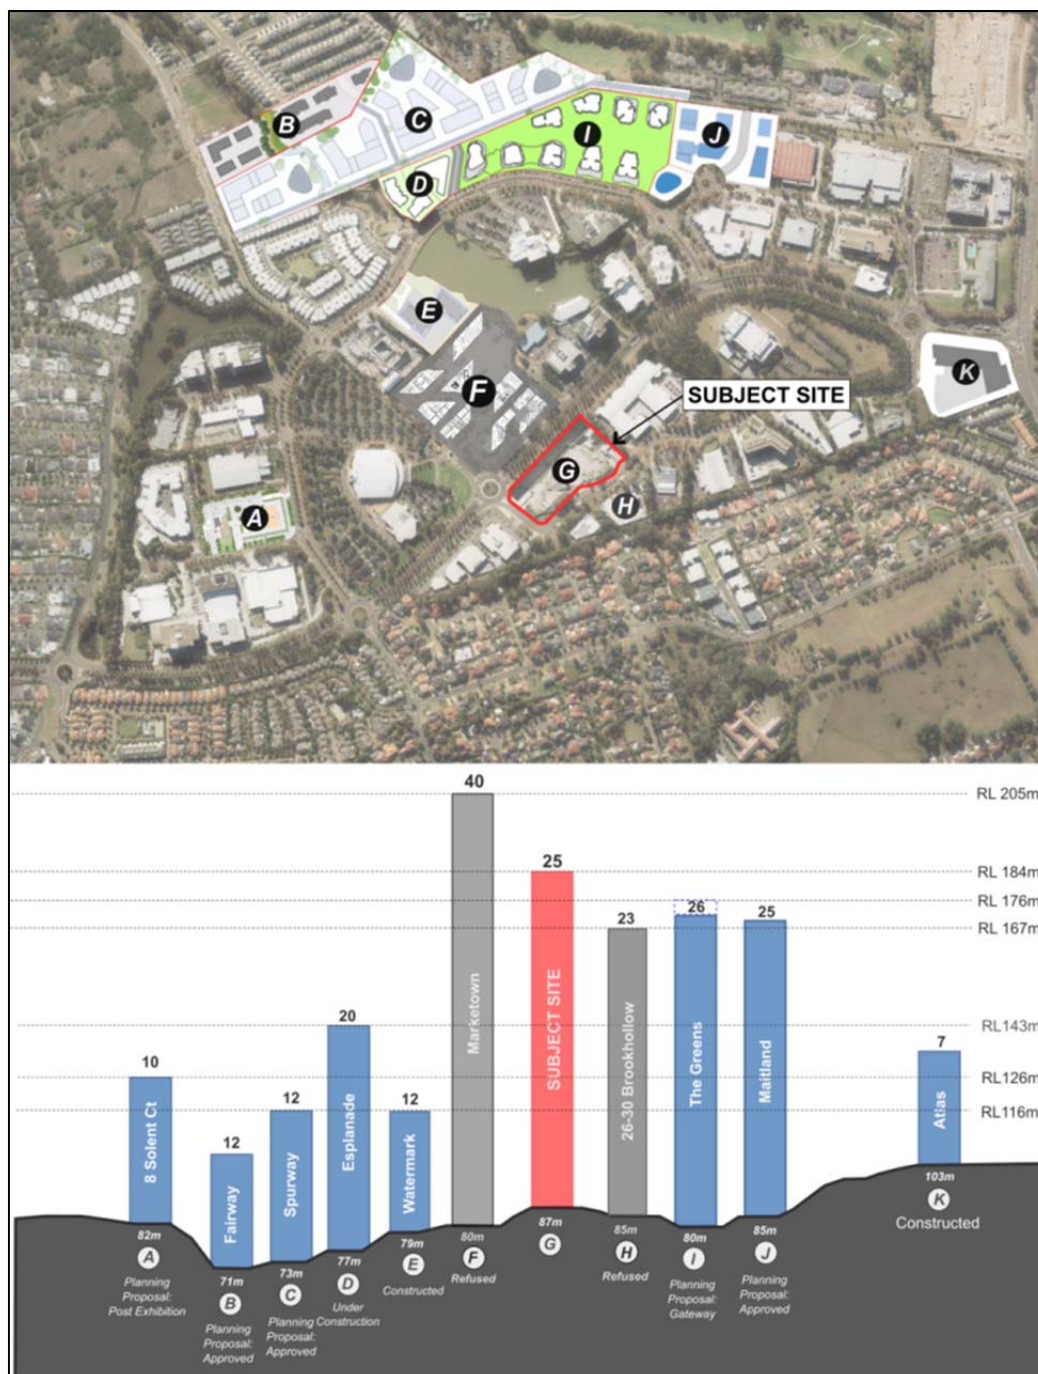 B
C
I
J
D
E
K
F
SUBJECT SITE
G
H
A
40
RL 205m
25
RL 184m
26
RL 176m
23
25
RL 167m
20
RL143m
7
10
RL126m
12
12
RL116m
12
8 Solent Ct
Fairway
Spurway
Esplanade
Watermark
Marketown
SUBJECT SITE
26-30 Brookhollow
The Greens
Maitland
Atlas
82m
A
Planning
Proposal:
Post Exhibition
71m
B
Planning
Proposal:
Approved
73m
C
Planning
Proposal:
Approved
77m
D
Under
Construction
79m
E
Constructed
80m
F
Refused
87m
G
85m
H
Refused
80m
I
Planning
Proposal:
Gateway
85m
J
Planning
Proposal:
Approved
103m
K
Constructed